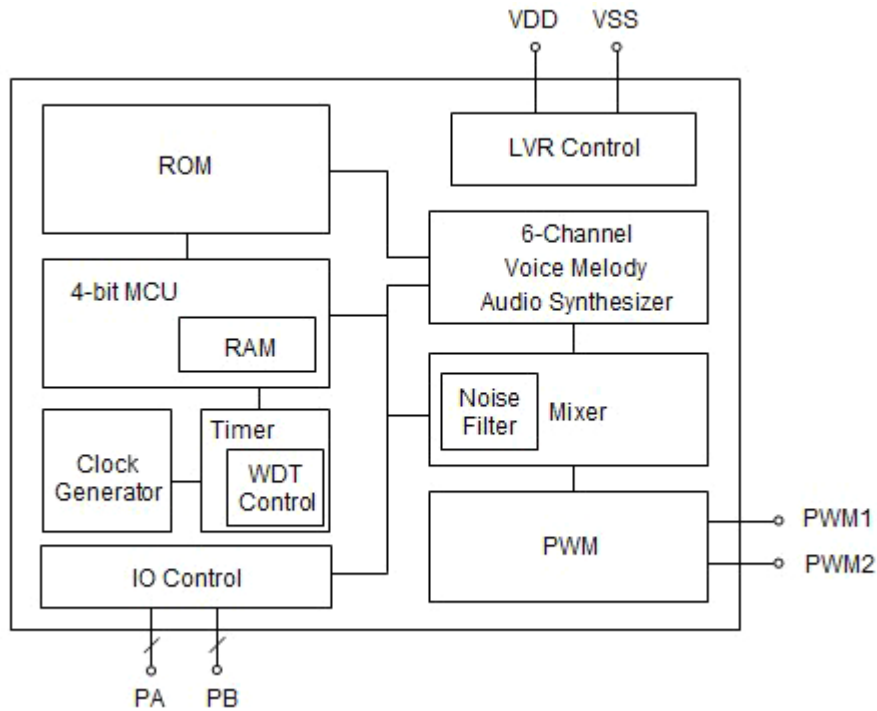 VDD VSS
ROM
LVR Control
6-Channel
Voice Melody
Audio Synthesizer
4-bit MCU
RAM
Noise
Filter
Mixer
Timer
Clock
Generator
WDT
Control
PWM
PWM1
PWM2
IO Control
PA PB